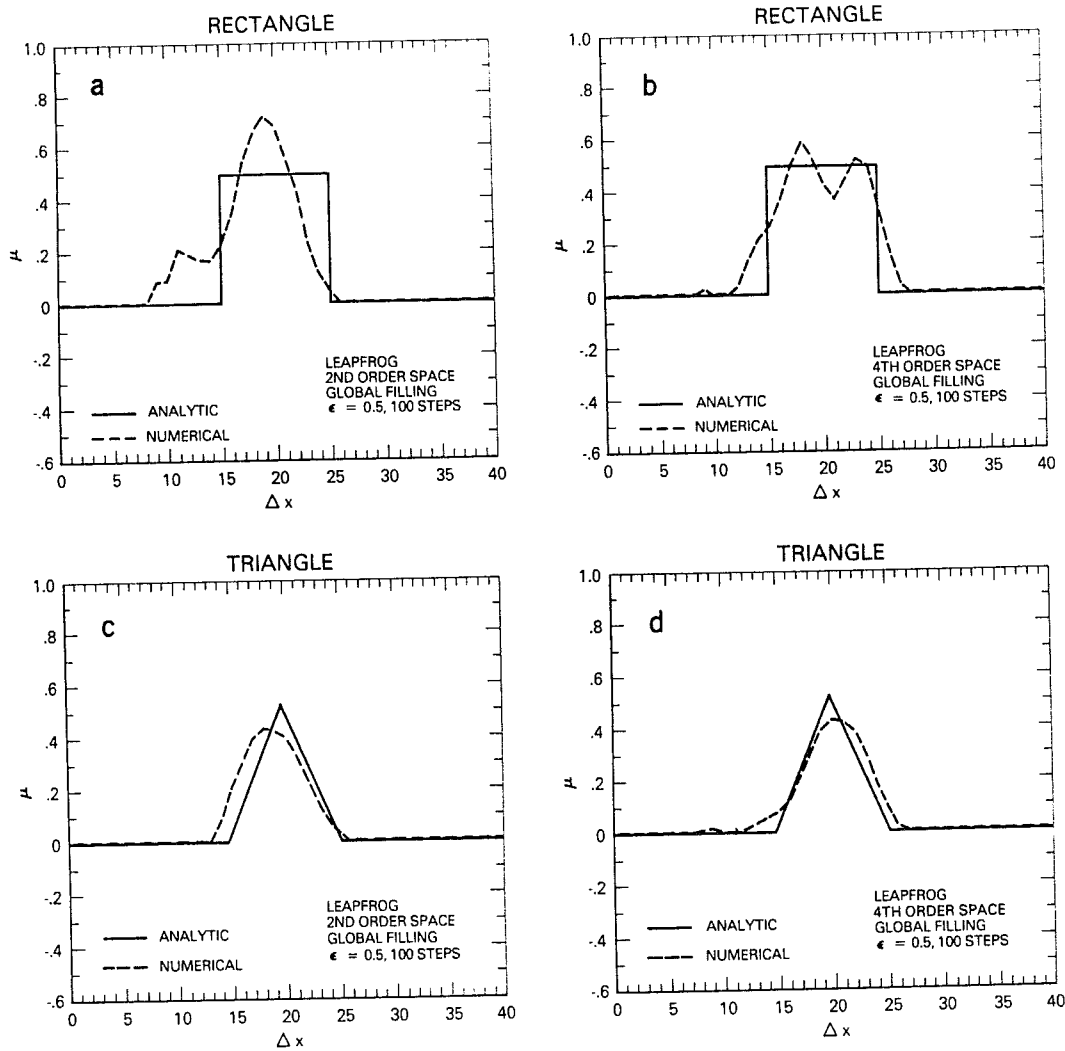 RECTANGLE
a
1.0
.8
.6
.4
.2
0
-.2
-.4
-.6
μ
LEAPFROG
2ND ORDER SPACE
GLOBAL FILLING
ϵ = 0.5, 100 STEPS
ANALYTIC
NUMERICAL
0 5 10 15 20 25 30 35 40
Δ x
RECTANGLE
b
1.0
.8
.6
.4
.2
0
-.2
-.4
-.6
μ
LEAPFROG
4TH ORDER SPACE
GLOBAL FILLING
ϵ = 0.5, 100 STEPS
ANALYTIC
NUMERICAL
0 5 10 15 20 25 30 35 40
Δ x
TRIANGLE
c
1.0
.8
.6
.4
.2
0
-.2
-.4
-.6
μ
LEAPFROG
2ND ORDER SPACE
GLOBAL FILLING
ϵ = 0.5, 100 STEPS
ANALYTIC
NUMERICAL
0 5 10 15 20 25 30 35 40
Δ x
TRIANGLE
d
1.0
.8
.6
.4
.2
0
-.2
-.4
-.6
μ
LEAPFROG
4TH ORDER SPACE
GLOBAL FILLING
ϵ = 0.5, 100 STEPS
ANALYTIC
NUMERICAL
0 5 10 15 20 25 30 35 40
Δ x